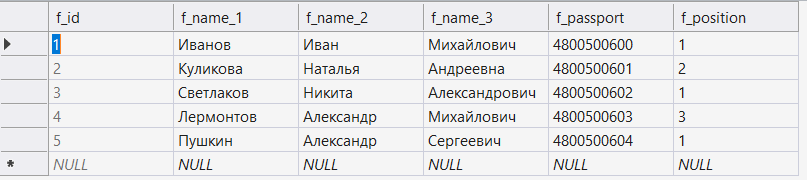 f_id f_name_1 f_name_2 f_name_3 f_passport f_position
1 Иванов Иван Михайлович 4800500600 1
2 Куликова Наталья Андреевна 4800500601 2
3 Светлаков Никита Александрович 4800500602 1
4 Лермонтов Александр Михайлович 4800500603 3
5 Пушкин Александр Сергеевич 4800500604 1
* NULL NULL NULL NULL NULL NULL